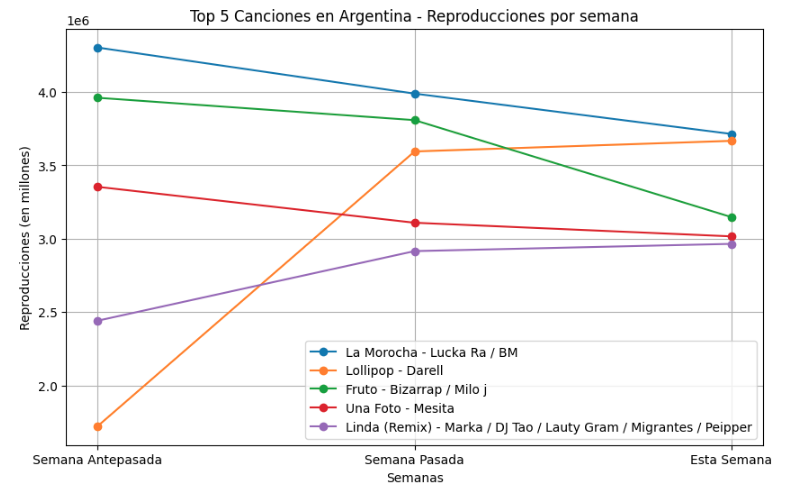 Top 5 Canciones en Argentina - Reproducciones por semana
1e6
4.0
3.5
3.0
2.5
2.0
Reproducciones (en millones)
La Morocha - Lucka Ra / BM
Lollipop - Darell
Fruto - Bizarrap / Milo j
Una Foto - Mesita
Linda (Remix) - Marka / DJ Tao / Lauty Gram / Migrantes / Peipper
Semana Antepasada
Semana Pasada
Esta Semana
Semanas